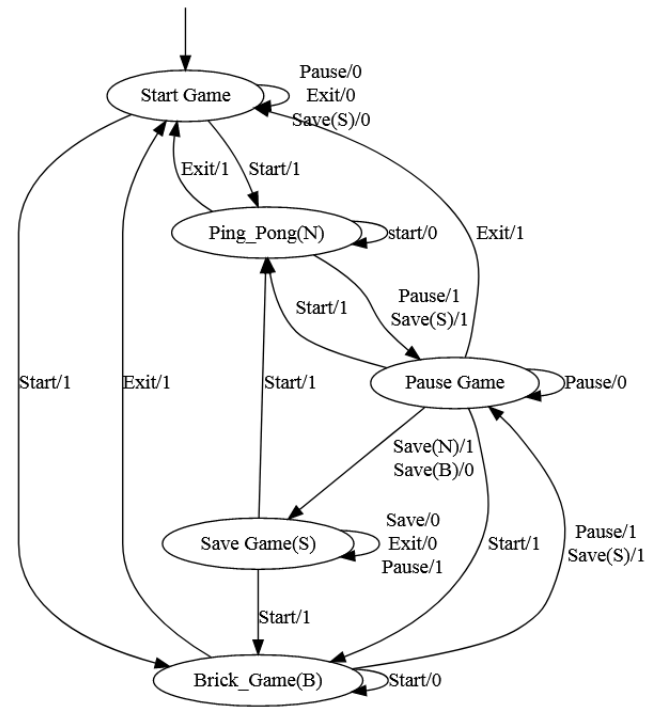 Pause/0
Exit/0
Save(S)/0
Start Game
Exit/1
Start/1
Ping_Pong(N)
start/0
Exit/1
Pause/1
Save(S)/1
Start/1
Start/1
Exit/1
Start/1
Pause Game
Pause/0
Save(N)/1
Save(B)/0
Save/0
Exit/0
Pause/1
Save Game(S)
Start/1
Pause/1
Save(S)/1
Start/1
Brick_Game(B)
Start/0